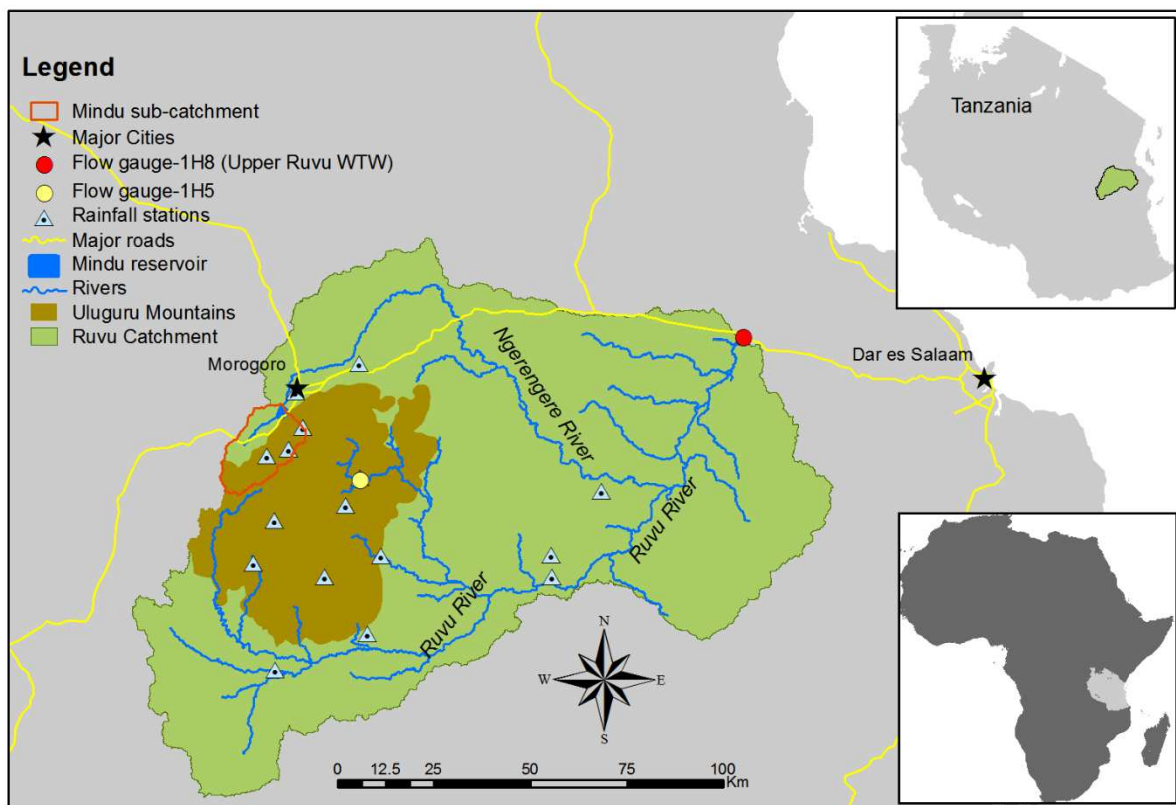 Legend
Mindu sub-catchment
Major Cities
Flow gauge-1H8 (Upper Ruvu WTW)
Flow gauge-1H5
Rainfall stations
Major roads
Mindu reservoir
Rivers
Uluguru Mountains
Ruvu Catchment
Tanzania
Morogoro
Ngerengere River
Dar es Salaam
Ruvu River
Ruvu River
N
W
E
S
0 12.5 25 50 75 100
Km